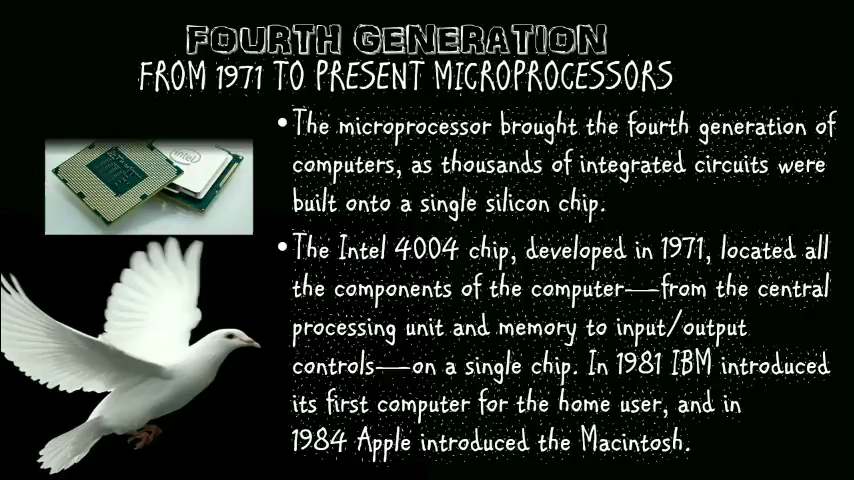 FOURTH GENERATION
FROM 1971 TO PRESENT MICROPROCESSORS
• The microprocessor brought the fourth generation of
computers, as thousands of integrated circuits were
built onto a single silicon chip.
intel
• The Intel 4004 chip, developed in 1971, located all
the components of the computer—from the central
processing unit and memory to input/output
controls—on a single chip. In 1981 IBM introduced
its first computer for the home user, and in
1984 Apple introduced the Macintosh.